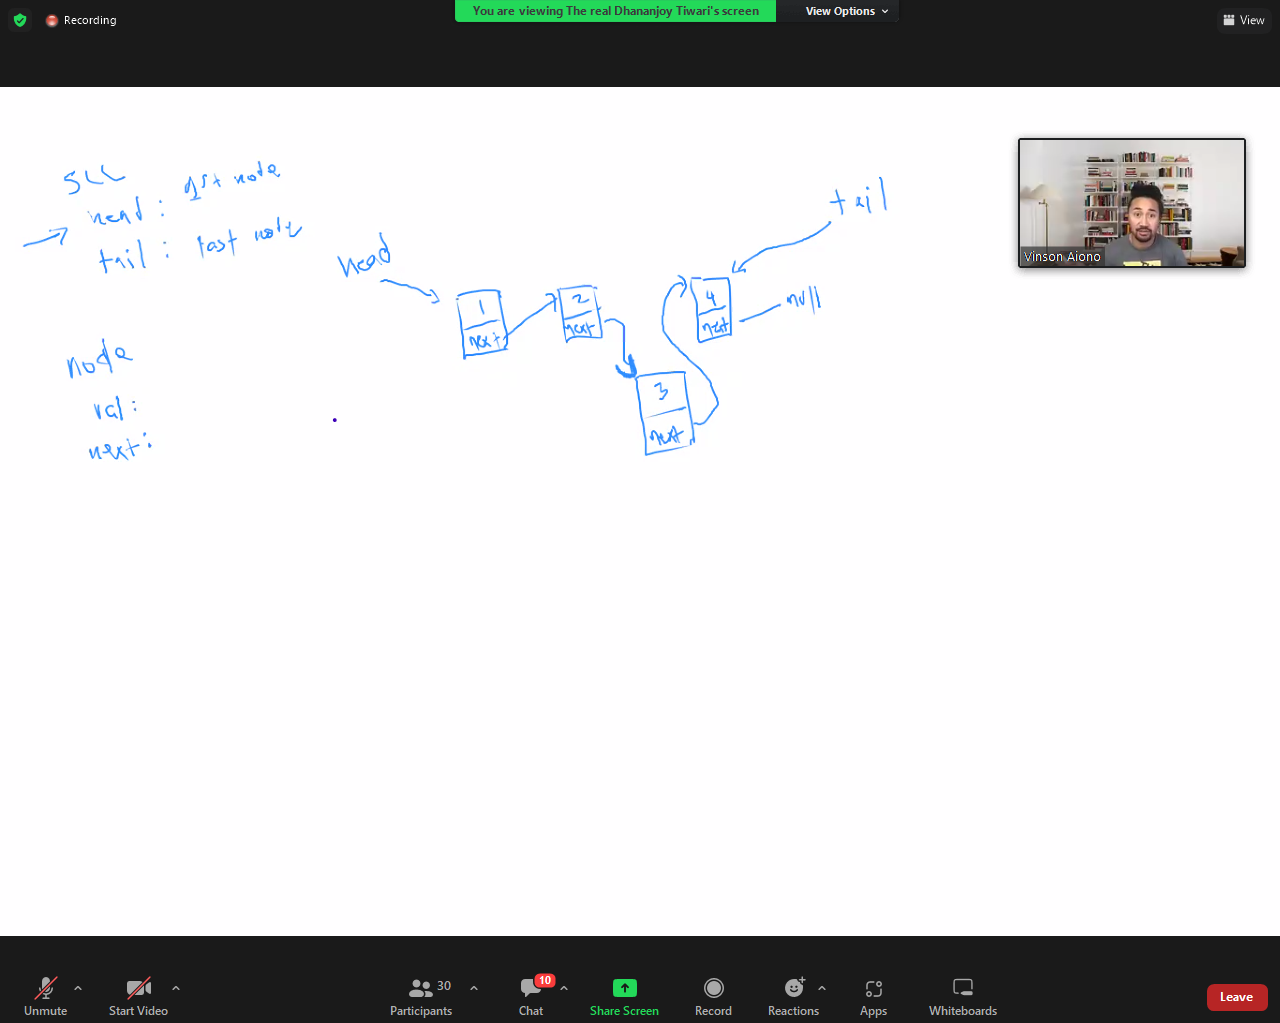 Recording
You are viewing The real Dhananjoy Tiwari's screen
View Options
View
SLL
head : 1st node
tail : last node
head
tail
1
next
2
next
3
next
4
next
null
node
val :
next :
Vinson Aiono
Unmute
Start Video
30
Participants
10
Chat
Share Screen
Record
Reactions
Apps
Whiteboards
Leave